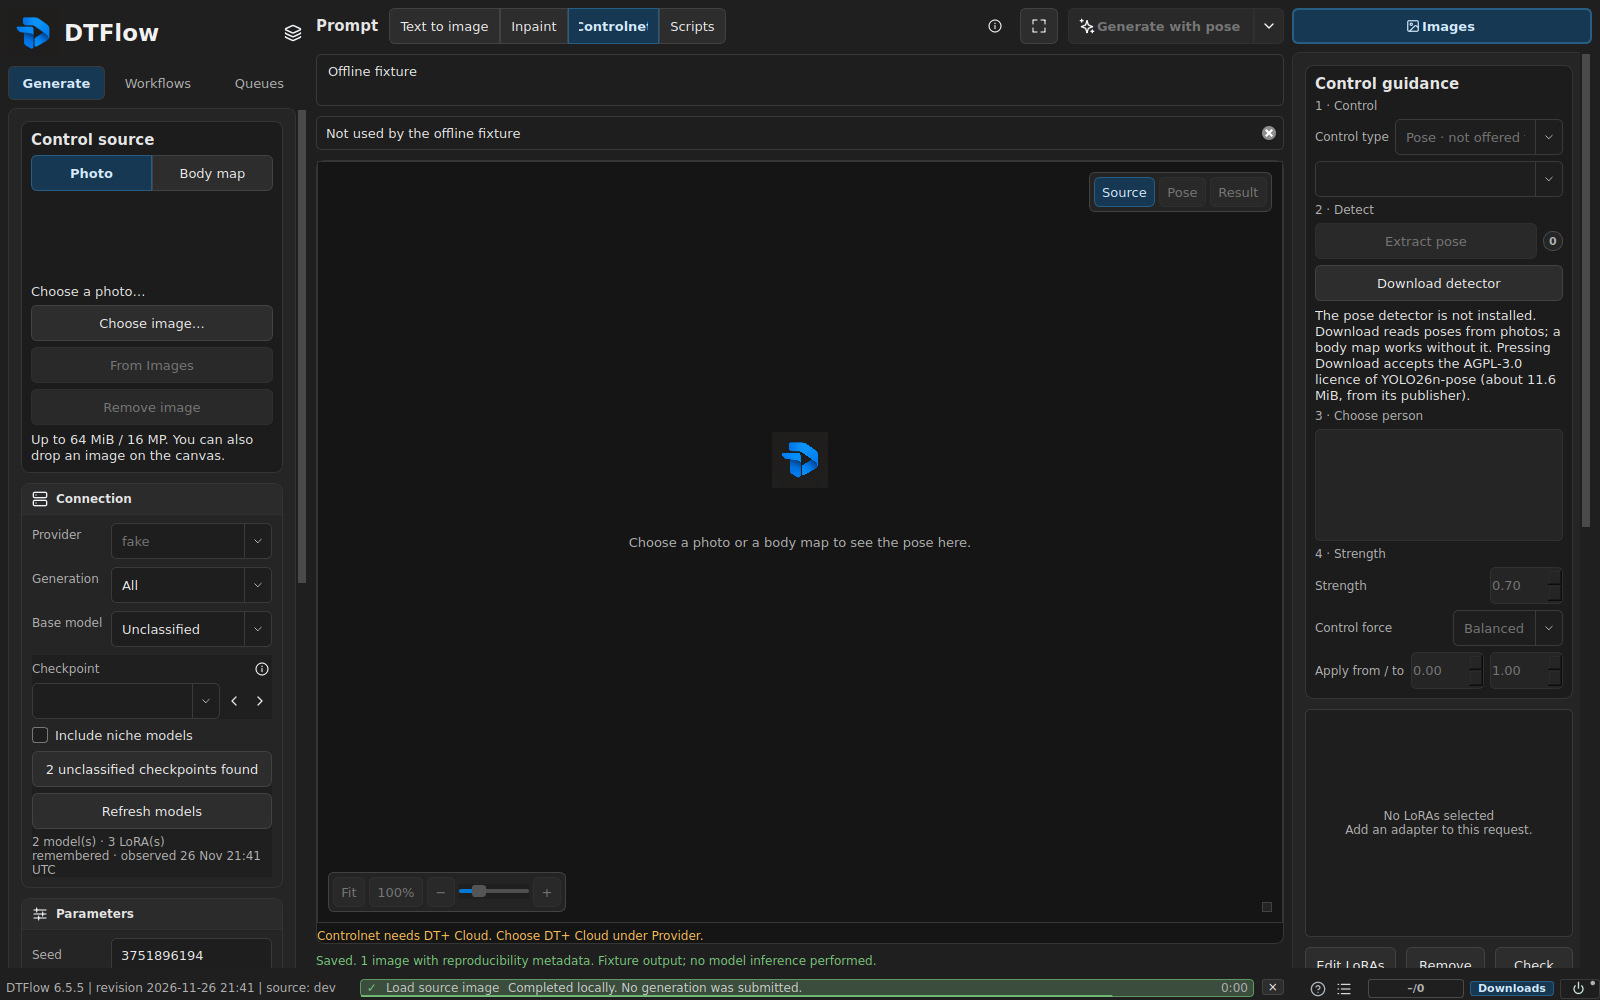 DTFlow
Generate
Workflows
Queues
Control source
Photo
Body map
Choose a photo...
Choose image...
From Images
Remove image
Up to 64 MiB / 16 MP. You can also
drop an image on the canvas.
Connection
Provider
fake
Generation
All
Base model
Unclassified
Checkpoint
Include niche models
2 unclassified checkpoints found
Refresh models
2 model(s) · 3 LoRA(s)
remembered · observed 26 Nov 21:41
UTC
Parameters
Seed
3751896194
Prompt
Text to image
Inpaint
Controlnet
Scripts
Generate with pose
Offline fixture
Not used by the offline fixture
Source
Pose
Result
Choose a photo or a body map to see the pose here.
Fit
100%
−
+
Controlnet needs DT+ Cloud. Choose DT+ Cloud under Provider.
Saved. 1 image with reproducibility metadata. Fixture output; no model inference performed.
Images
Control guidance
1 · Control
Control type
Pose · not offered
2 · Detect
Extract pose
0
Download detector
The pose detector is not installed.
Download reads poses from photos; a
body map works without it. Pressing
Download accepts the AGPL-3.0
licence of YOLO26n-pose (about 11.6
MiB, from its publisher).
3 · Choose person
4 · Strength
Strength
0.70
Control force
Balanced
Apply from / to
0.00
1.00
No LoRAs selected
Add an adapter to this request.
Edit LoRAs
Remove
Check
DTFlow 6.5.5 | revision 2026-11-26 21:41 | source: dev
✓ Load source image Completed locally. No generation was submitted.
0:00
–/0
Downloads